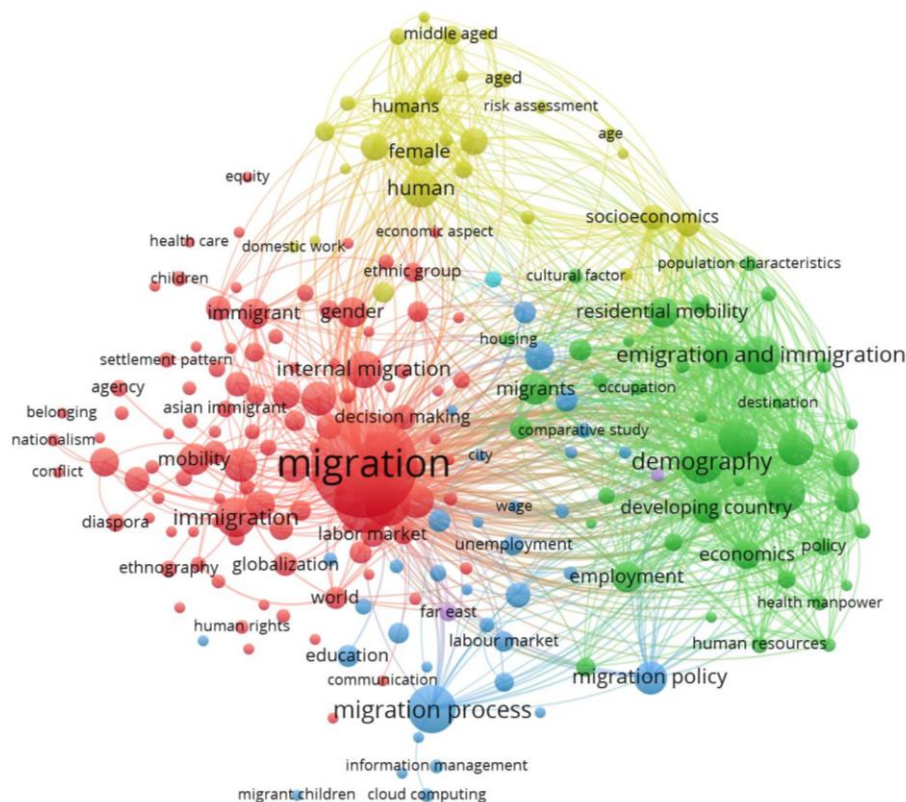 middle aged
aged
humans
risk assessment
age
female
human
equity
socioeconomics
economic aspect
health care
domestic work
population characteristics
ethnic group
cultural factor
children
immigrant
gender
residential mobility
housing
emigration and immigration
settlement pattern
internal migration
migrants
occupation
agency
asian immigrant
decision making
destination
belonging
comparative study
nationalism
mobility
migration
city
demography
conflict
diaspora
immigration
wage
developing country
labor market
unemployment
policy
ethnography
globalization
economics
employment
world
health manpower
far east
human rights
labour market
human resources
education
communication
migration policy
migration process
information management
migrant children
cloud computing